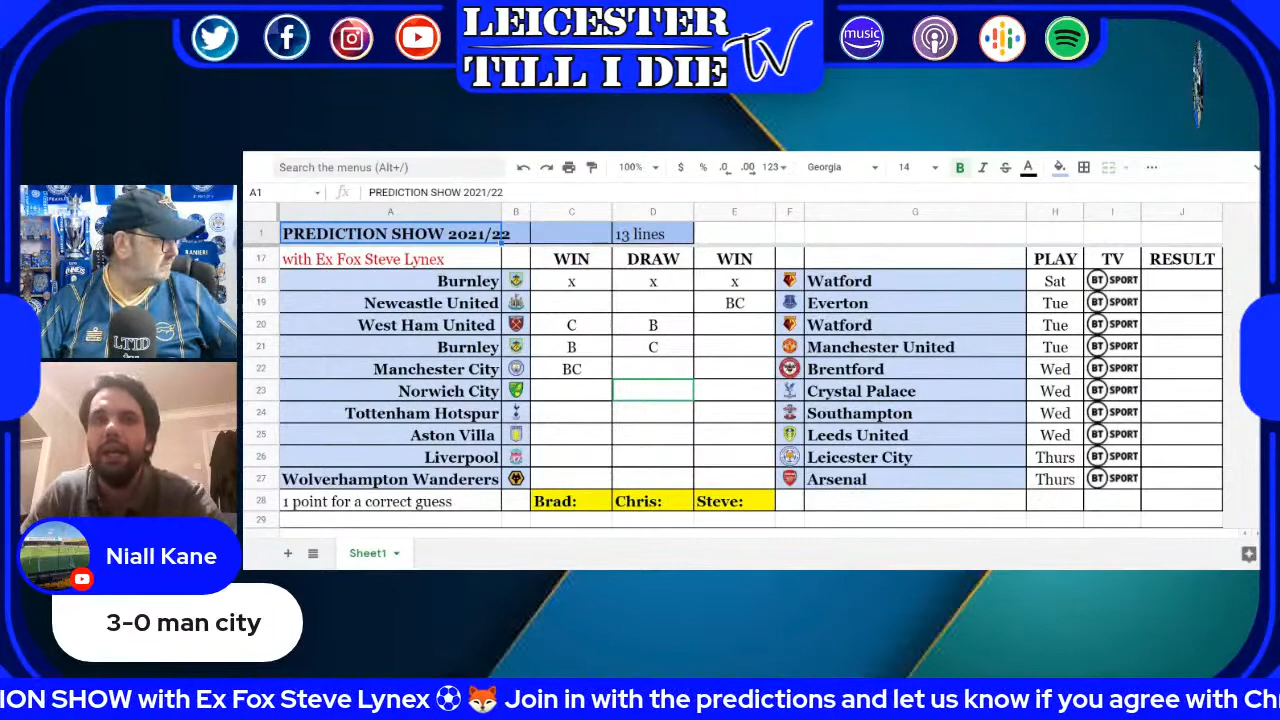 LEICESTER
TILL I DIE TV
music
Search the menus (Alt+/)
100% $ % .0 .00 123 Georgia 14 B I S A
A1 fx PREDICTION SHOW 2021/22
A B C D E F G H I J
1 PREDICTION SHOW 2021/22 13 lines
17 with Ex Fox Steve Lynex WIN DRAW WIN PLAY TV RESULT
18 Burnley x x x Watford Sat BT SPORT
19 Newcastle United BC Everton Tue BT SPORT
20 West Ham United C B Watford Tue BT SPORT
21 Burnley B C Manchester United Tue BT SPORT
22 Manchester City BC Brentford Wed BT SPORT
23 Norwich City Crystal Palace Wed BT SPORT
24 Tottenham Hotspur Southampton Wed BT SPORT
25 Aston Villa Leeds United Wed BT SPORT
26 Liverpool Leicester City Thurs BT SPORT
27 Wolverhampton Wanderers Arsenal Thurs BT SPORT
28 1 point for a correct guess Brad: Chris: Steve:
29
Sheet1
RANIERI
LTID
tv
Niall Kane
3-0 man city
ION SHOW with Ex Fox Steve Lynex ⚽ 🦊 Join in with the predictions and let us know if you agree with Ch